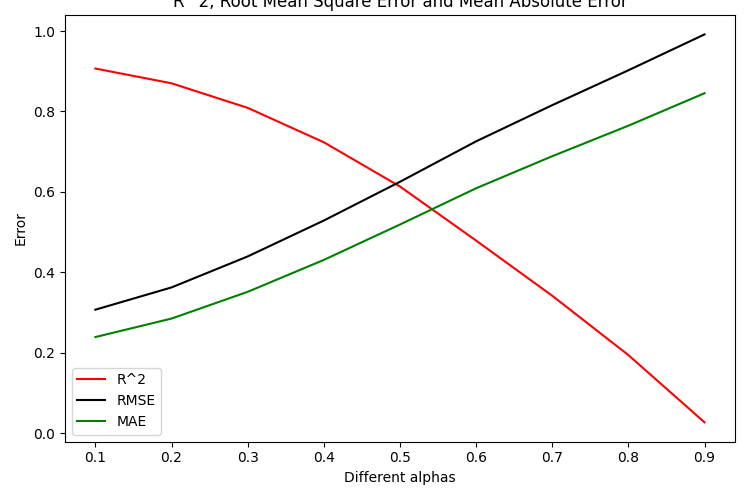 R^2, Root Mean Square Error and Mean Absolute Error
1.0
0.8
0.6
0.4
0.2
0.0
Error
R^2
RMSE
MAE
0.1 0.2 0.3 0.4 0.5 0.6 0.7 0.8 0.9
Different alphas